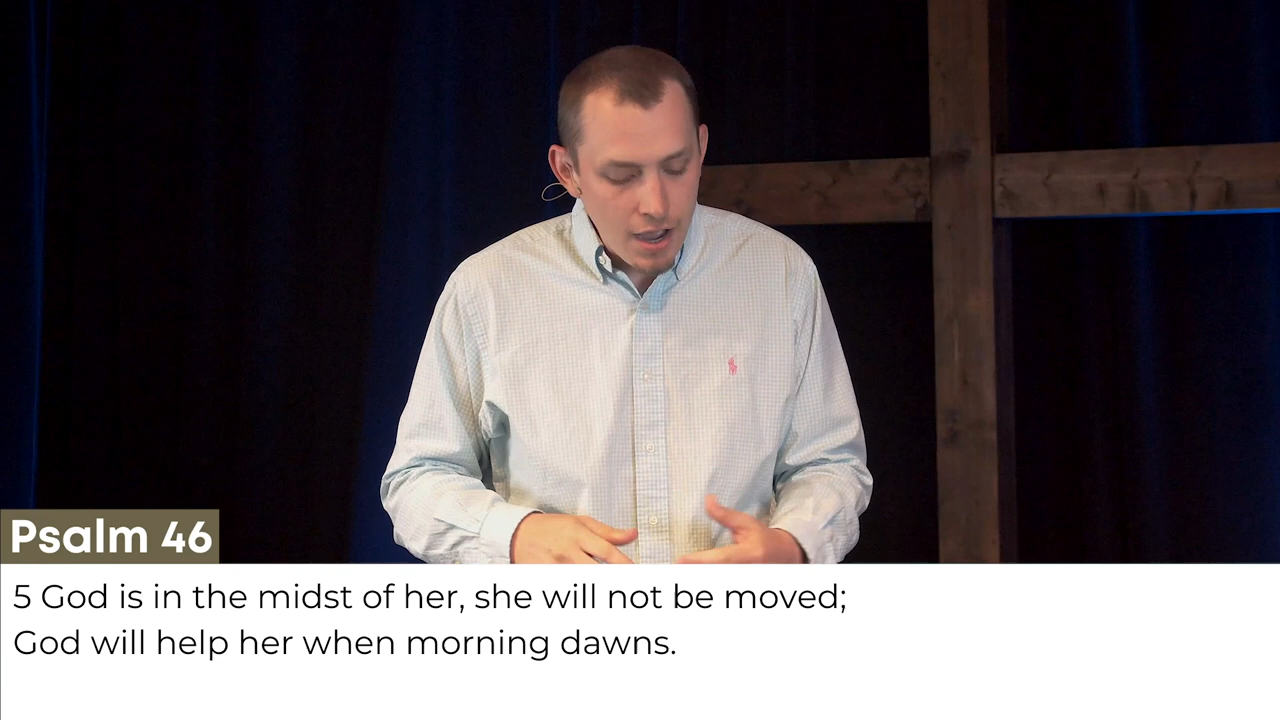 Psalm 46
5 God is in the midst of her, she will not be moved;
God will help her when morning dawns.